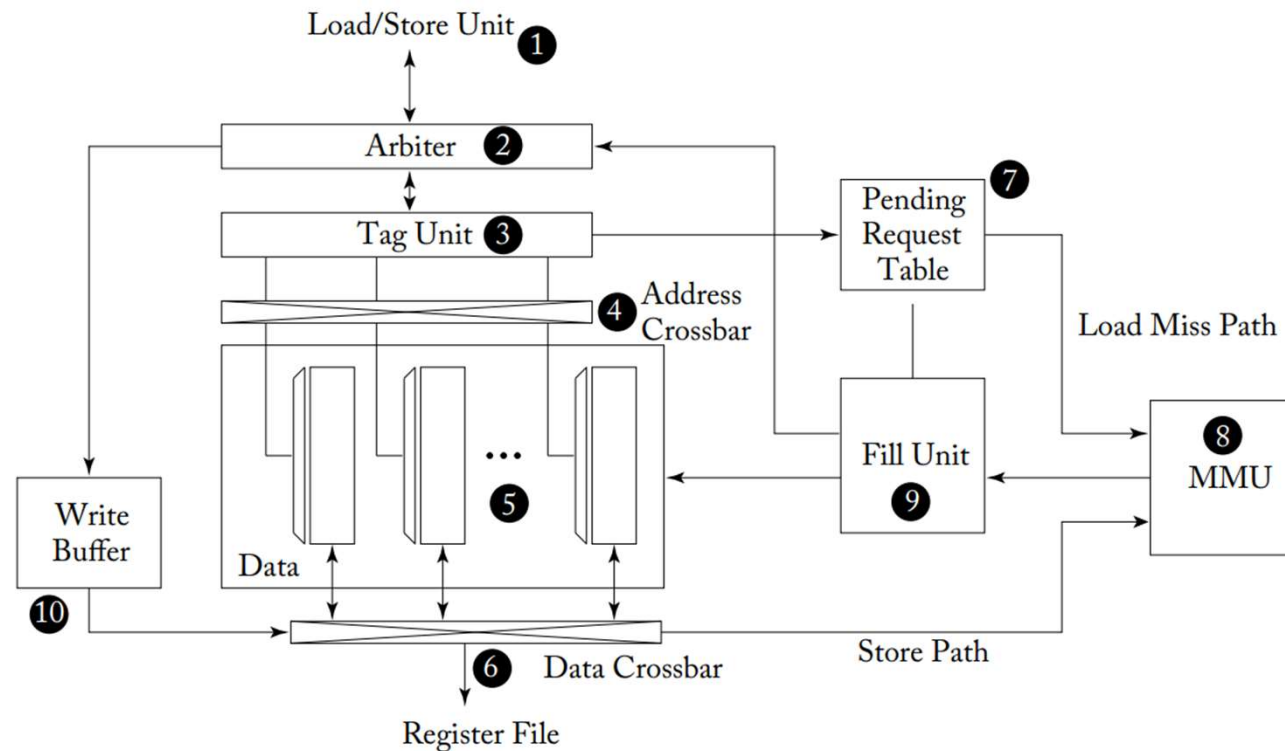 Load/Store Unit 1
Arbiter 2
Tag Unit 3
4 Address
Crossbar
7
Pending
Request
Table
Load Miss Path
8
MMU
Fill Unit
9
5
Data
Write
Buffer
10
6
Data Crossbar
Store Path
Register File